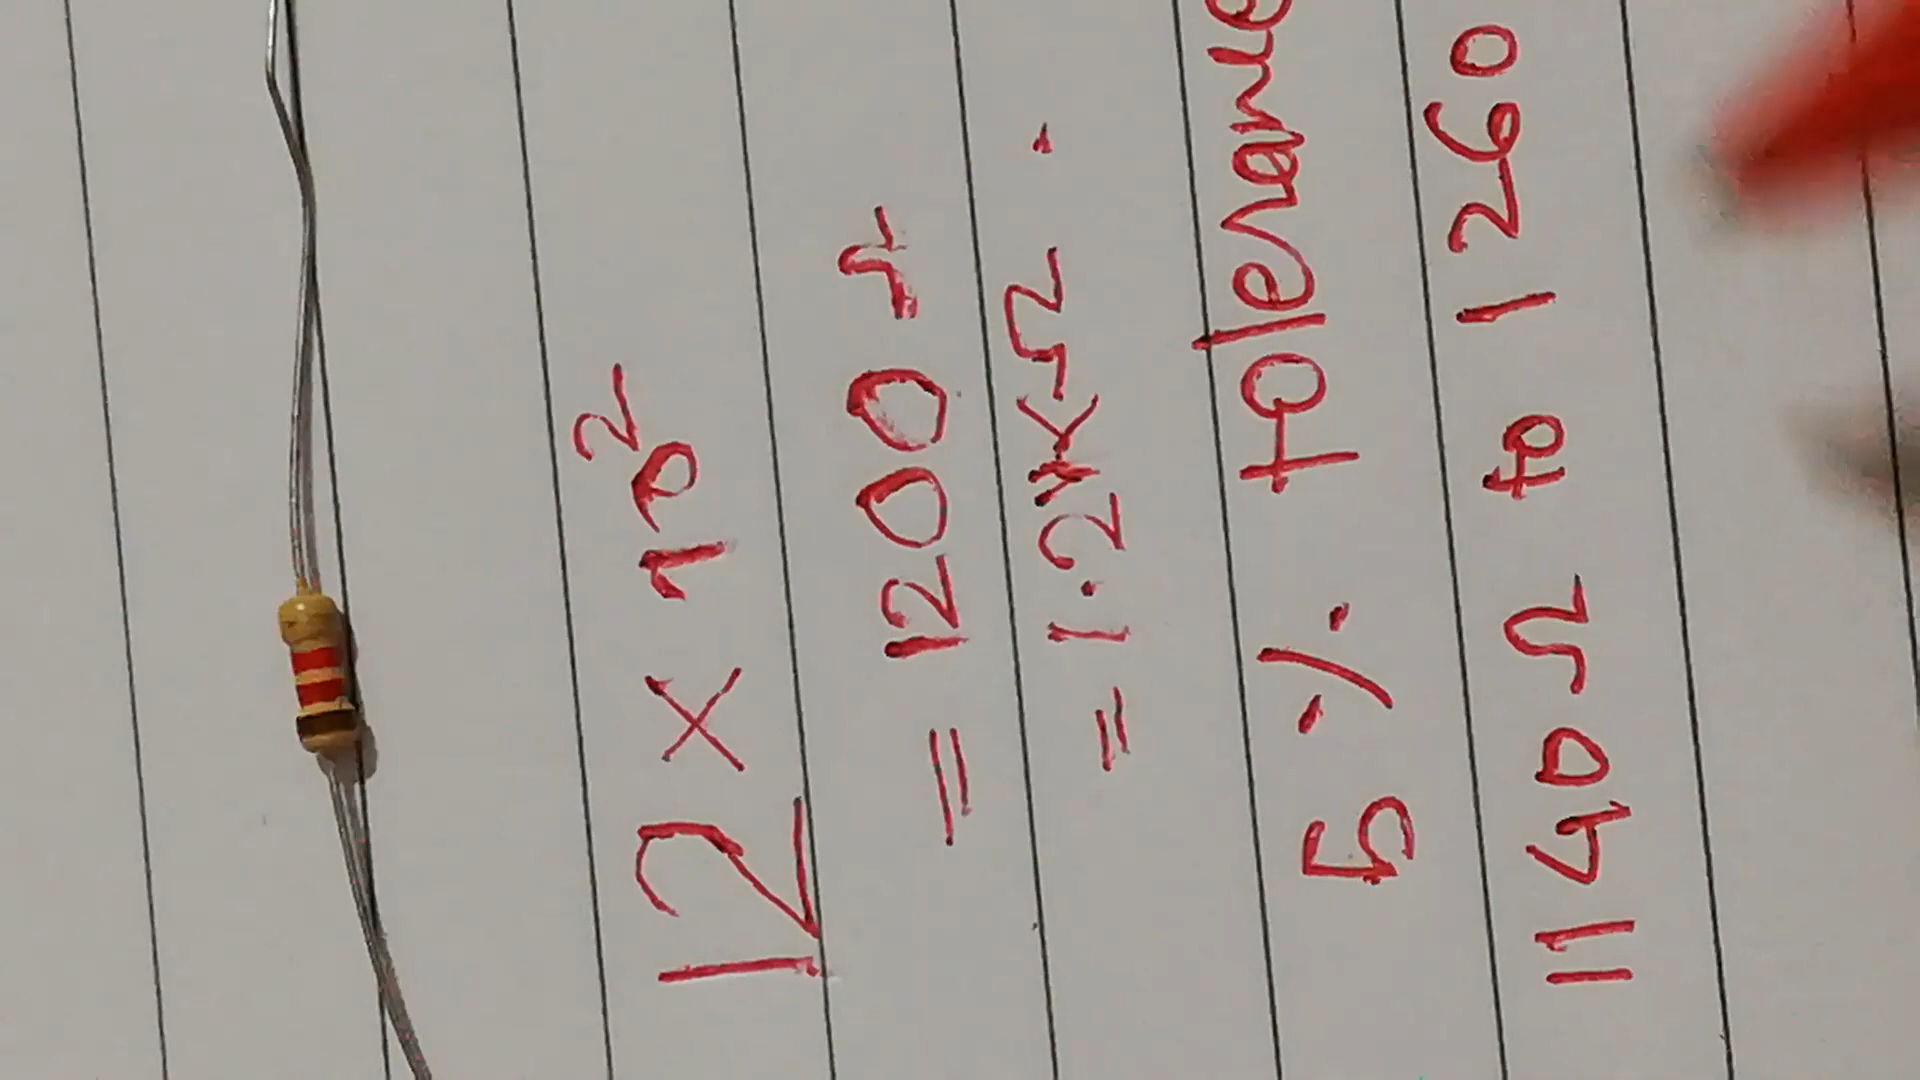 12 × 10²
= 1200 Ω
= 1.2 KΩ .
5 % tolerance
1140 Ω to 1260